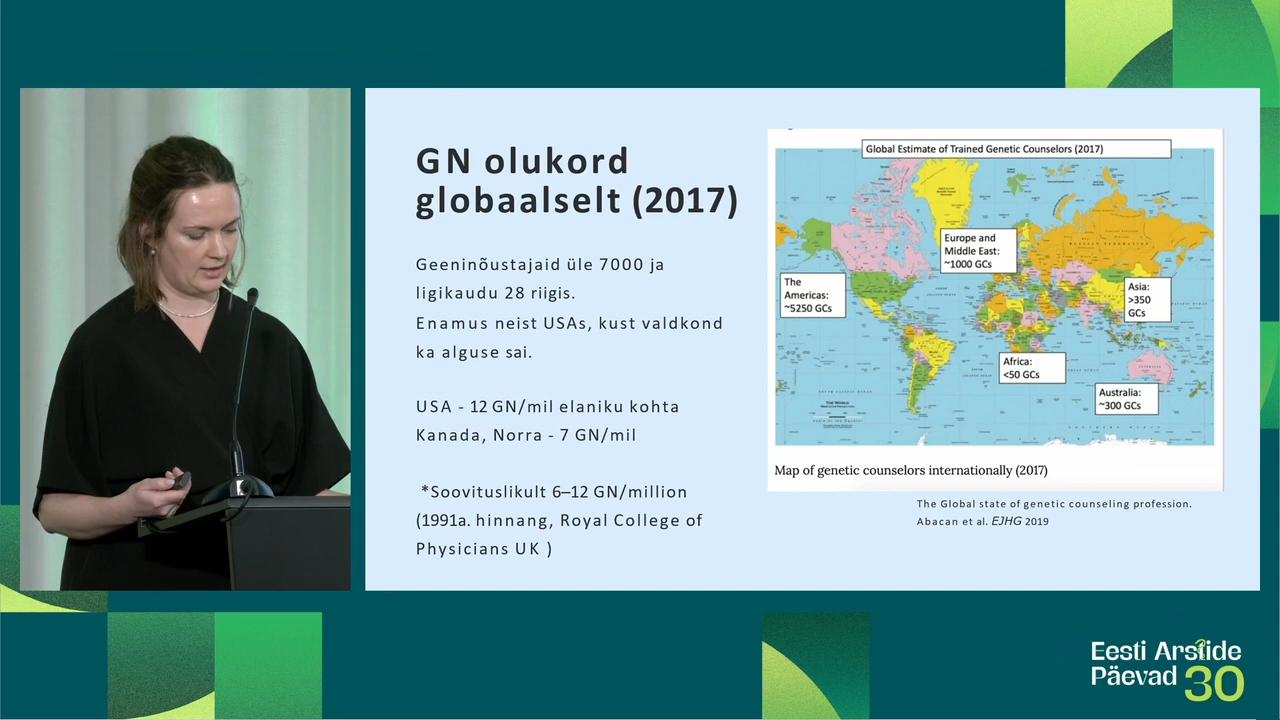 GN olukord
globaalselt (2017)
Geeninõustajaid üle 7000 ja
ligikaudu 28 riigis.
Enamus neist USAs, kust valdkond
ka alguse sai.
USA - 12 GN/mil elaniku kohta
Kanada, Norra - 7 GN/mil
*Soovituslikult 6–12 GN/million
(1991a. hinnang, Royal College of
Physicians UK )
Global Estimate of Trained Genetic Counselors (2017)
Europe and
Middle East:
~1000 GCs
The
Americas:
~5250 GCs
Asia:
>350
GCs
Africa:
<50 GCs
Australia:
~300 GCs
THE WORLD
Map of genetic counselors internationally (2017)
The Global state of genetic counseling profession.
Abacan et al. EJHG 2019
Eesti Arstide
Päevad 30